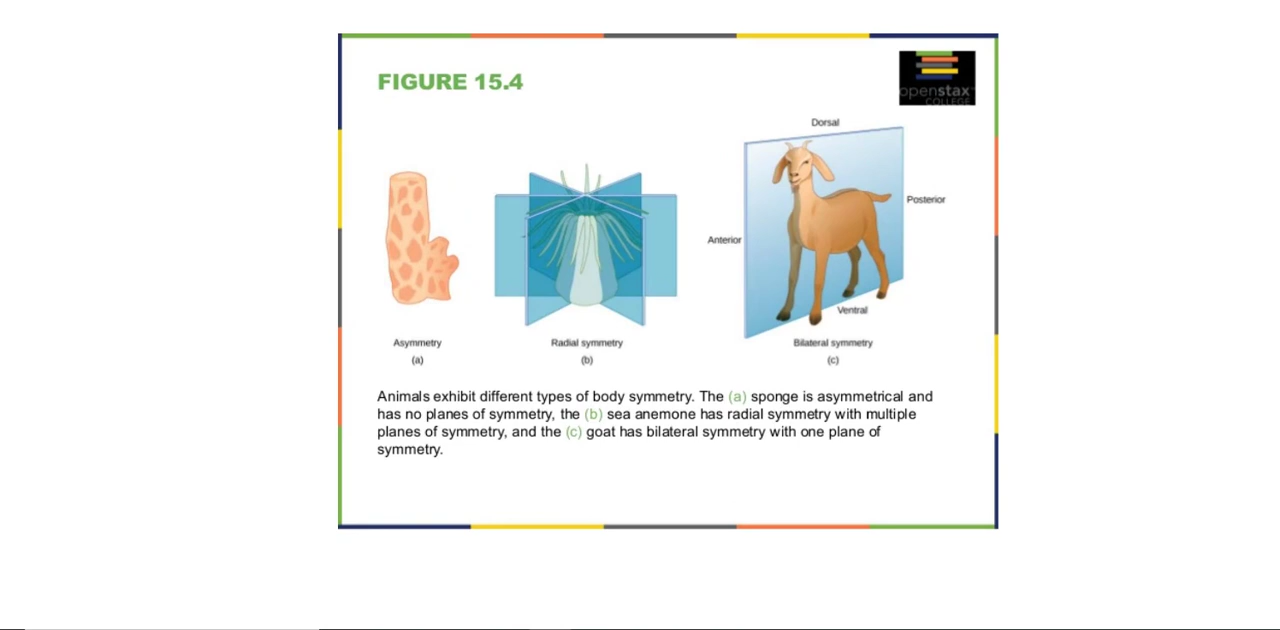 FIGURE 15.4
openstax
COLLEGE
Dorsal
Posterior
Anterior
Ventral
Asymmetry
(a)
Radial symmetry
(b)
Bilateral symmetry
(c)
Animals exhibit different types of body symmetry. The (a) sponge is asymmetrical and
has no planes of symmetry, the (b) sea anemone has radial symmetry with multiple
planes of symmetry, and the (c) goat has bilateral symmetry with one plane of
symmetry.